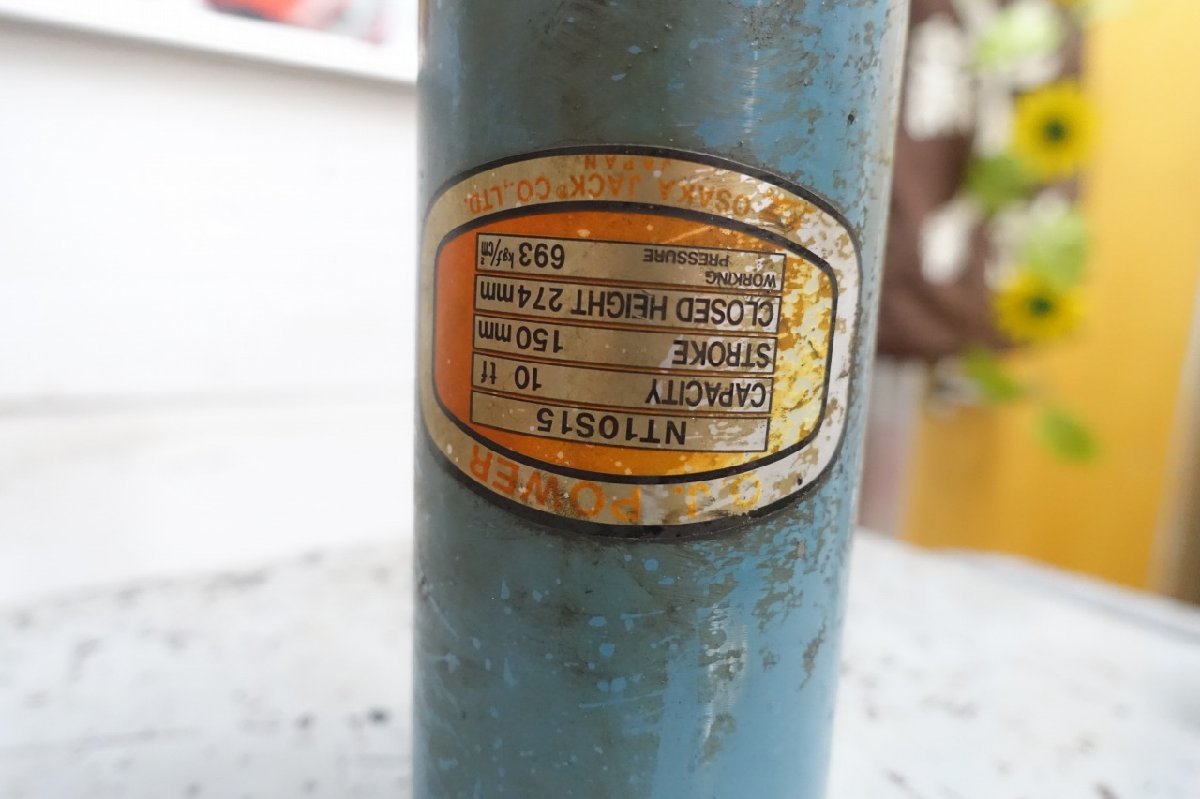 O.J. POWER
NT10S15
CAPACITY 10 tf
STROKE 150 mm
CLOSED HEIGHT 274 mm
WORKING PRESSURE 693 kgf/cm²
OSAKA JACK® CO.,LTD.
JAPAN